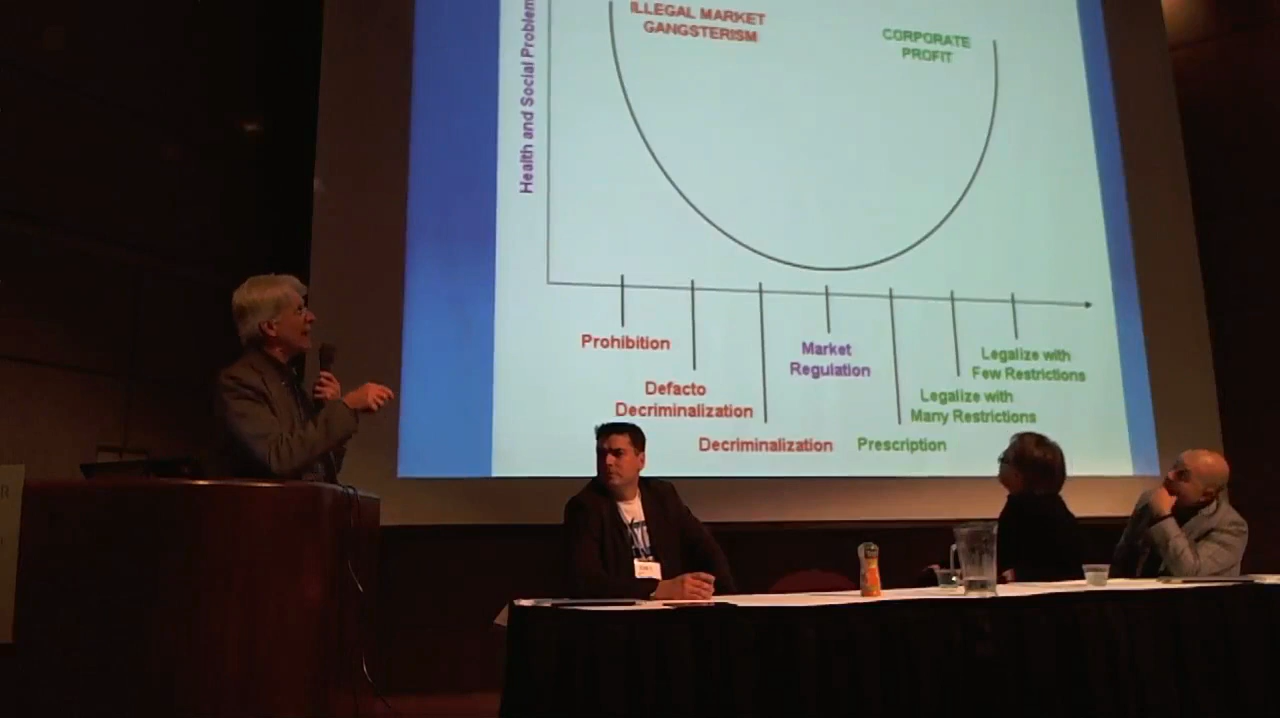 ILLEGAL MARKET
GANGSTERISM
CORPORATE
PROFIT
Health and Social Problem
Prohibition
Defacto
Decriminalization
Decriminalization
Market
Regulation
Prescription
Legalize with
Many Restrictions
Legalize with
Few Restrictions